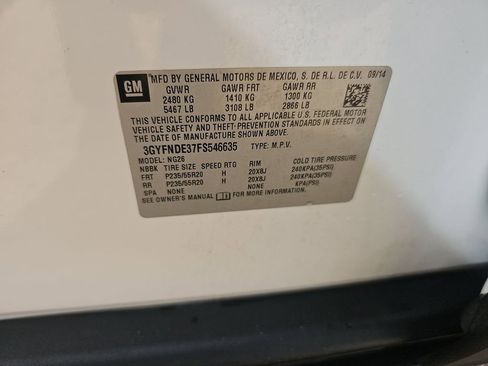 GM
MFD BY GENERAL MOTORS DE MEXICO, S. DE R.L. DE C.V. 09/14
GVWR GAWR FRT GAWR RR
2480 KG 1410 KG 1300 KG
5467 LB 3108 LB 2866 LB
THIS VEHICLE CONFORMS TO ALL APPLICABLE U.S. FEDERAL MOTOR
VEHICLE SAFETY AND THEFT PREVENTION STANDARDS IN EFFECT ON
THE DATE OF MANUFACTURE SHOWN ABOVE.
3GYFNDE37FS546635 TYPE: M.P.V.
MODEL: NG26
NBBK TIRE SIZE SPEED RTG RIM COLD TIRE PRESSURE
FRT P235/55R20 H 20X8J 240KPA(35PSI)
RR P235/55R20 H 20X8J 240KPA(35PSI)
SPA NONE NONE KPA(PSI)
SEE OWNER'S MANUAL FOR MORE INFORMATION.